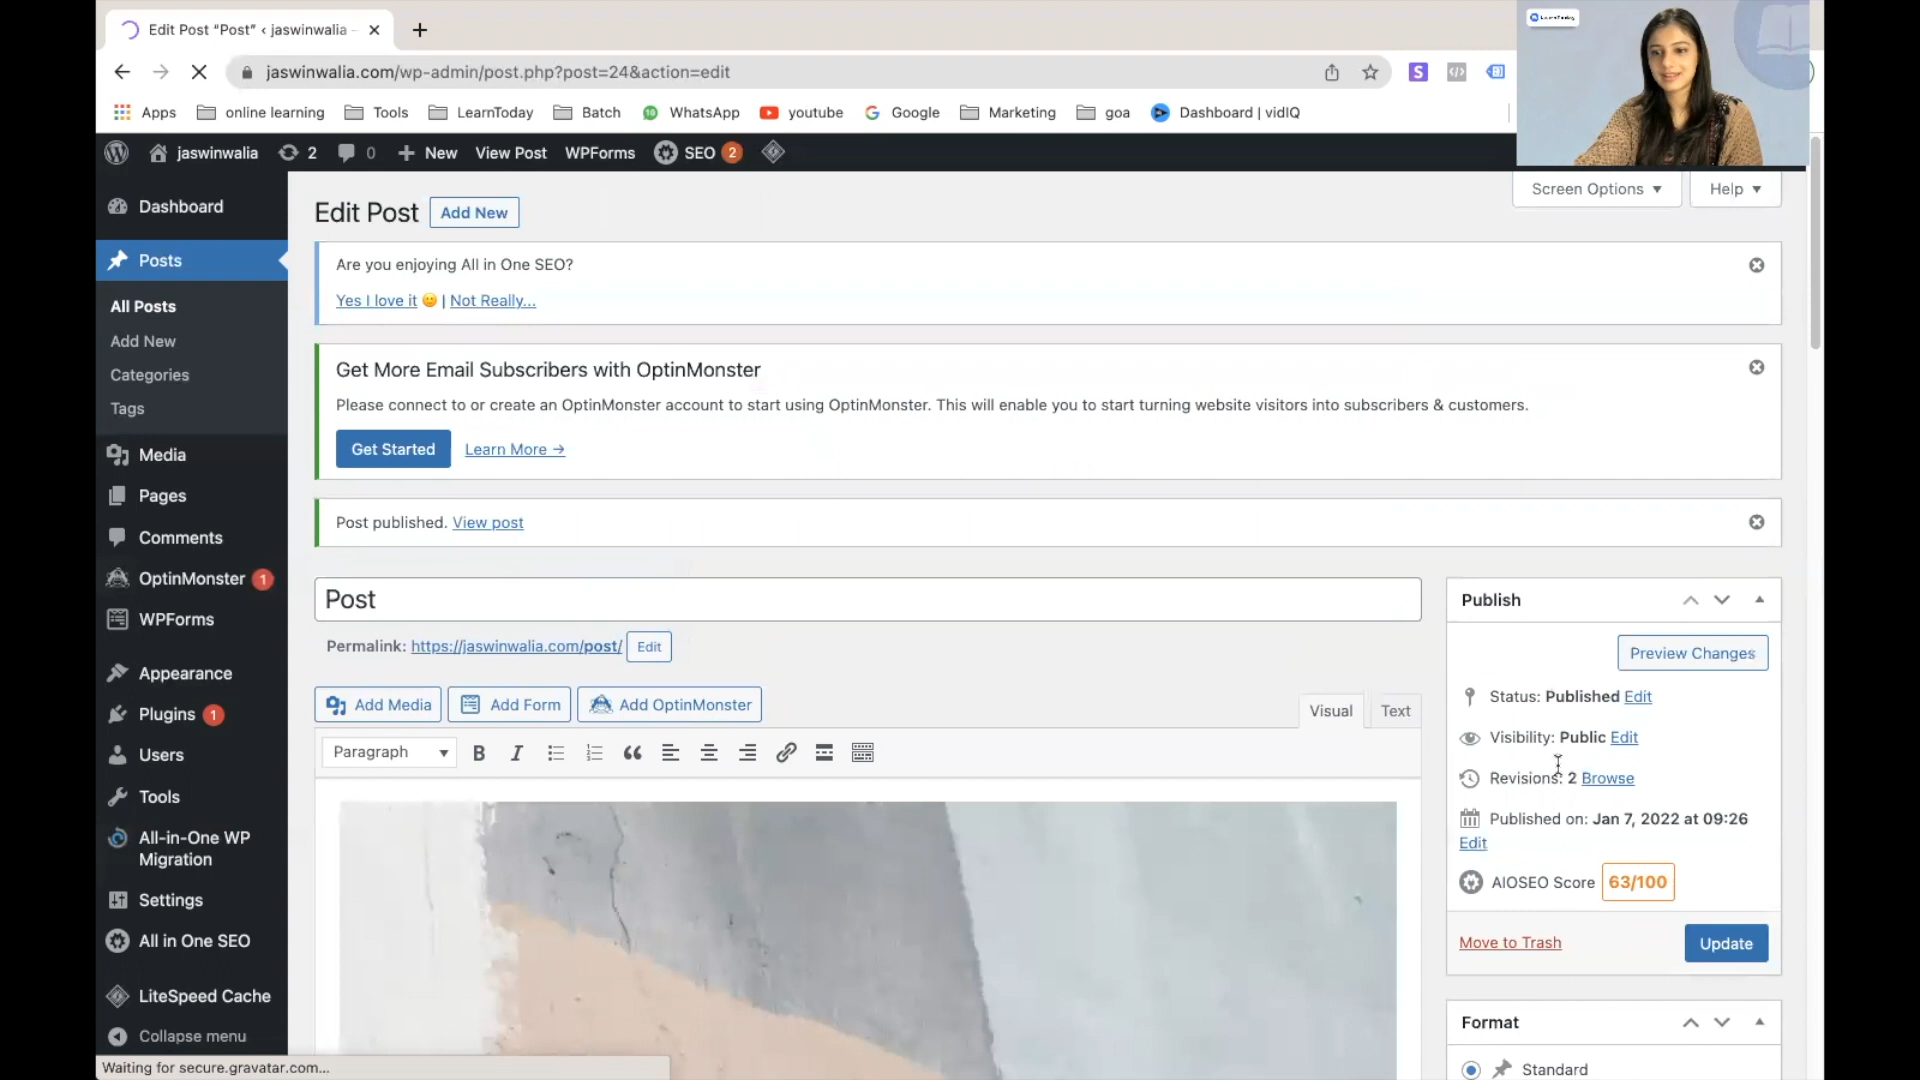 Edit Post “Post” ‹ jaswinwalia –
jaswinwalia.com/wp-admin/post.php?post=24&action=edit
Apps online learning Tools LearnToday Batch WhatsApp youtube Google Marketing goa Dashboard | vidIQ
jaswinwalia 2 0 New View Post WPForms SEO 2
Screen Options Help
Dashboard
Posts
All Posts
Add New
Categories
Tags
Media
Pages
Comments
OptinMonster 1
WPForms
Appearance
Plugins 1
Users
Tools
All-in-One WP
Migration
Settings
All in One SEO
LiteSpeed Cache
Collapse menu
Waiting for secure.gravatar.com...
Edit Post Add New
Are you enjoying All in One SEO?
Yes I love it 🙂 | Not Really...
Get More Email Subscribers with OptinMonster
Please connect to or create an OptinMonster account to start using OptinMonster. This will enable you to start turning website visitors into subscribers & customers.
Get Started Learn More →
Post published. View post
Post
Permalink: https://jaswinwalia.com/post/ Edit
Add Media Add Form Add OptinMonster
Visual Text
Paragraph B I
Publish
Preview Changes
Status: Published Edit
Visibility: Public Edit
Revisions: 2 Browse
Published on: Jan 7, 2022 at 09:26
Edit
AIOSEO Score 63/100
Move to Trash Update
Format
Standard